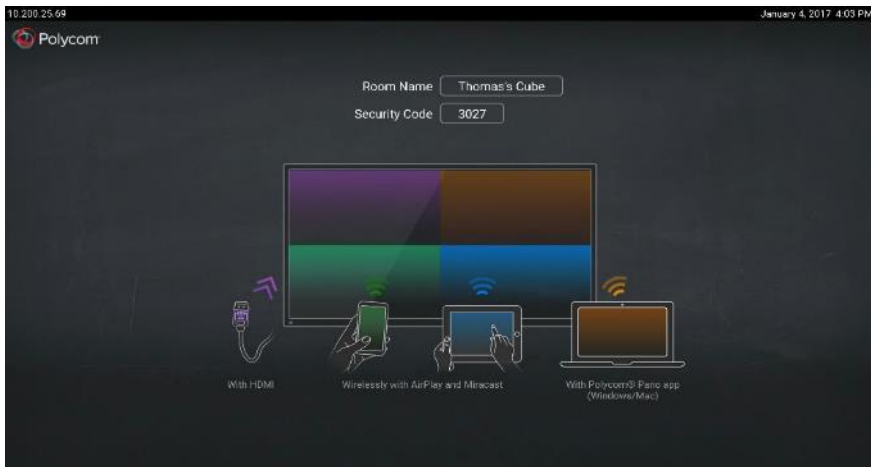 10.200.25.69
January 4, 2017 4:03 PM
Polycom
Room Name Thomas's Cube
Security Code 3027
With HDMI
Wirelessly with AirPlay and Miracast
With Polycom® Pano app
(Windows/Mac)